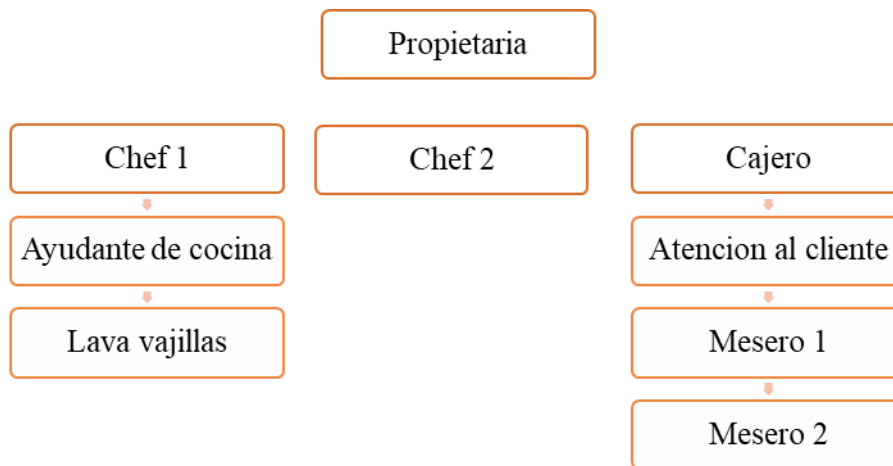 Propietaria
Chef 1
Chef 2
Cajero
Ayudante de cocina
Atencion al cliente
Lava vajillas
Mesero 1
Mesero 2